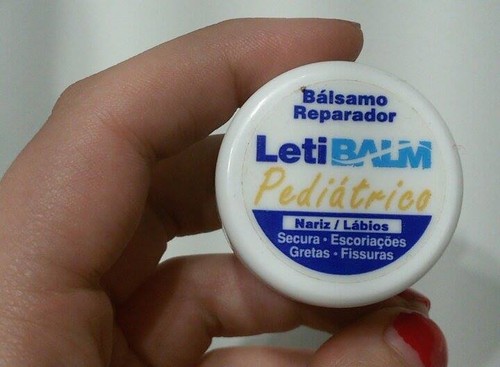 Bálsamo
Reparador
LetiBALM
Pediátrico
Nariz / Lábios
Secura · Escoriações
Gretas · Fissuras